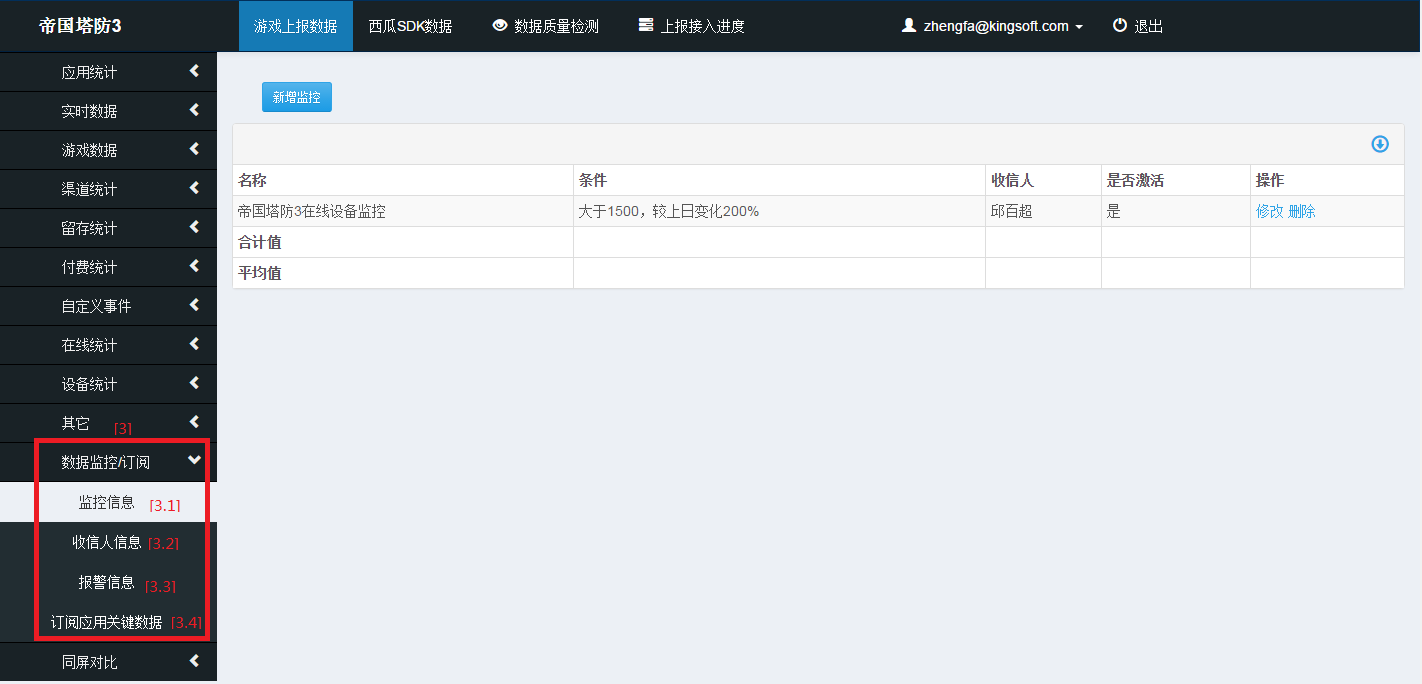 帝国塔防3
游戏上报数据
西瓜SDK数据
数据质量检测
上报接入进度
zhengfa@kingsoft.com
退出
应用统计
实时数据
游戏数据
渠道统计
留存统计
付费统计
自定义事件
在线统计
设备统计
其它 [3]
数据监控/订阅
监控信息 [3.1]
收信人信息 [3.2]
报警信息 [3.3]
订阅应用关键数据 [3.4]
同屏对比
新增监控
名称 条件 收信人 是否激活 操作
帝国塔防3在线设备监控 大于1500，较上日变化200% 邱百超 是 修改 删除
合计值
平均值